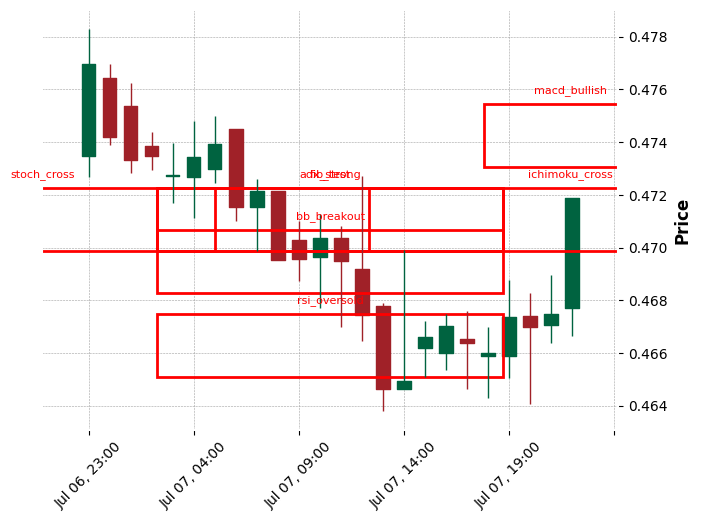 0.478
macd_bullish
0.476
0.474
stoch_cross
ichimoku_cross
0.472
bb_breakout
Price
0.470
rsi_oversold
0.468
0.466
0.464
Jul 06, 23:00
Jul 07, 04:00
Jul 07, 09:00
Jul 07, 14:00
Jul 07, 19:00